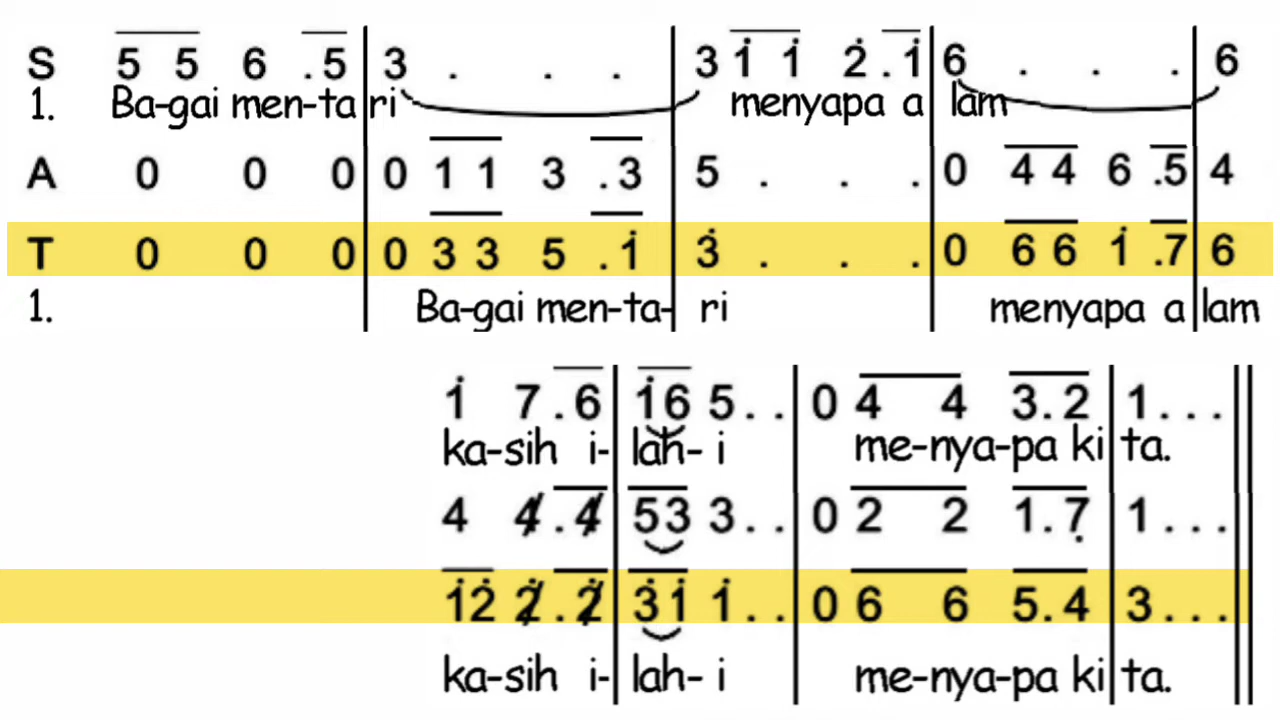 S 5 5 6 .5 | 3 . . . | 3 1̇ 1̇ 2̇ .1̇ | 6 . . . | 6
1. Ba-gai men-ta ri menyapa a lam
A 0 0 0 | 0 1 1 3 .3 | 5 . . . | 0 4 4 6 .5 | 4
T 0 0 0 | 0 3 3 5 .1̇ | 3̇ . . . | 0 6 6 1̇ .7 | 6
1. Ba-gai men-ta- ri menyapa a lam
1̇ 7 .6 | 1̇6 5 . . | 0 4 4 3.2 | 1 . . . ||
ka-sih i- lah- i me-nya-pa ki ta.
4 4̸ .4̸ | 53 3 . . | 0 2 2 1.7̣ | 1 . . . ||
1̇2̇ 2̸̇ .2̸̇ | 3̇1̇ 1̇ . . | 0 6 6 5.4 | 3 . . . ||
ka-sih i- lah- i me-nya-pa ki ta.